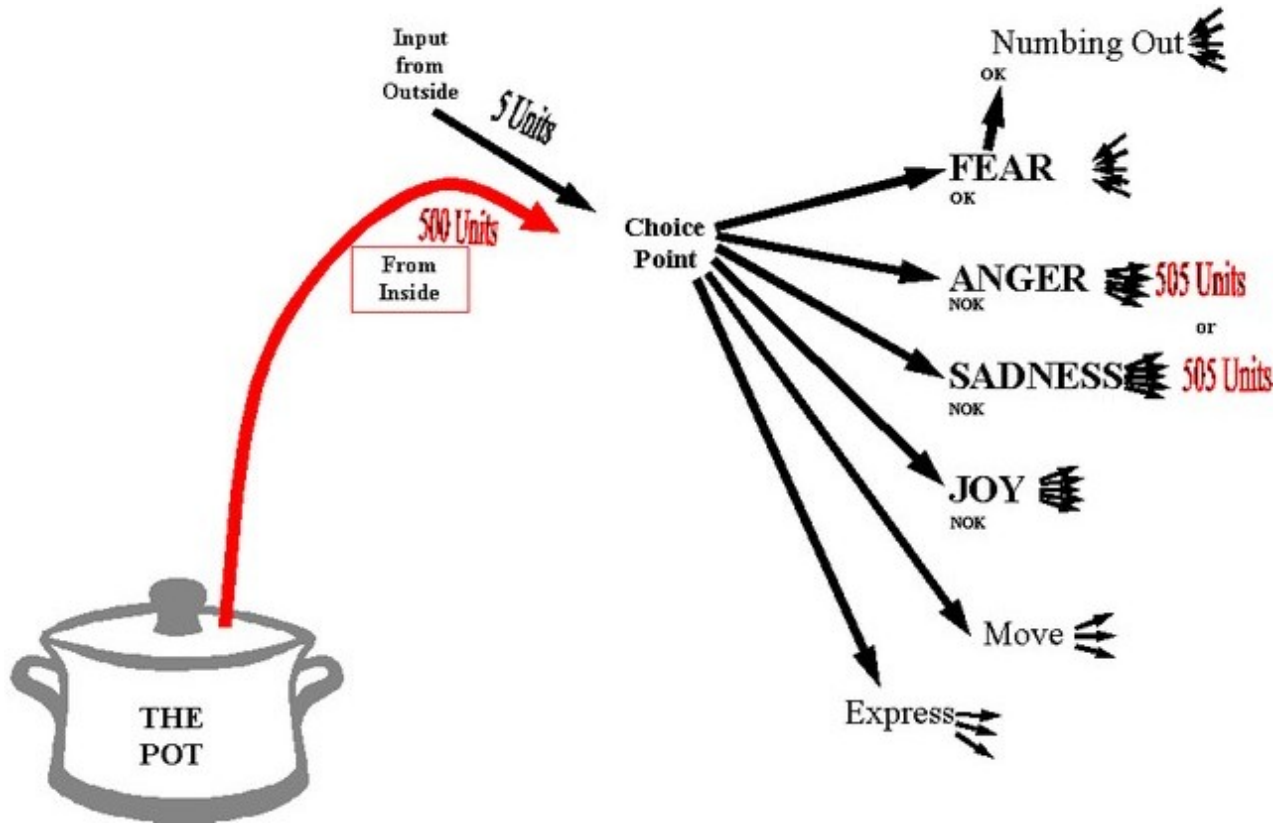 Input
from
Outside
5 Units
500 Units
From
Inside
THE
POT
Choice
Point
Numbing Out
OK
FEAR
OK
ANGER
NOK
505 Units
or
SADNESS
NOK
505 Units
JOY
NOK
Move
Express